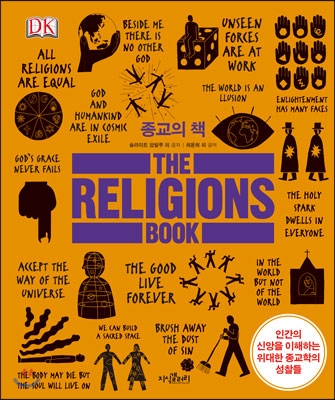 DK
BESIDE ME
THERE IS
NO OTHER
GOD
UNSEEN
FORCES
ARE AT
WORK
ALL
RELIGIONS
ARE EQUAL
GOD
AND
HUMANKIND
ARE IN COSMIC
EXILE
THE WORLD IS AN
ILLUSION
ENLIGHTENMENT
HAS MANY FACES
종교의 책
GOD'S GRACE
NEVER FAILS
THE
RELIGIONS
BOOK
THE HOLY
SPARK
DWELLS IN
EVERYONE
ACCEPT THE
WAY OF THE
UNIVERSE
THE GOOD
LIVE
FOREVER
IN THE
WORLD
BUT NOT
OF THE
WORLD
WE CAN
BUILD A
SACRED SPACE
BRUSH AWAY
THE DUST
OF SIN
인간의
신앙을 이해하는
위대한 종교학의
성찰들
THE BODY MAY DIE BUT
THE SOUL WILL LIVE ON
지식갤러리